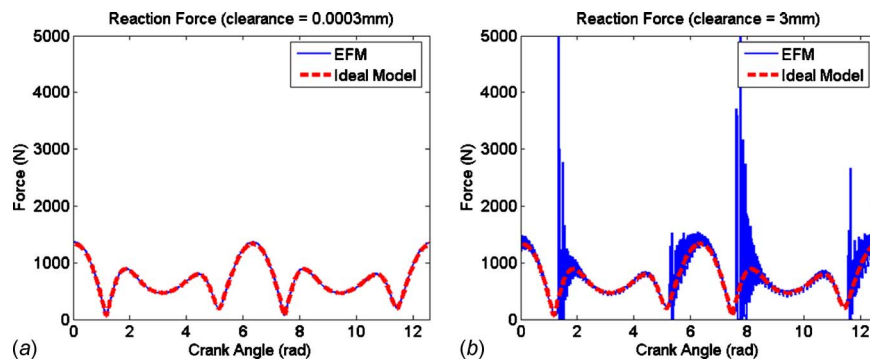 Reaction Force (clearance = 0.0003mm)
5000
4000
3000
2000
1000
0
Force (N)
EFM
Ideal Model
0 2 4 6 8 10 12
Crank Angle (rad)
(a)
Reaction Force (clearance = 3mm)
5000
4000
3000
2000
1000
0
Force (N)
EFM
Ideal Model
0 2 4 6 8 10 12
Crank Angle (rad)
(b)